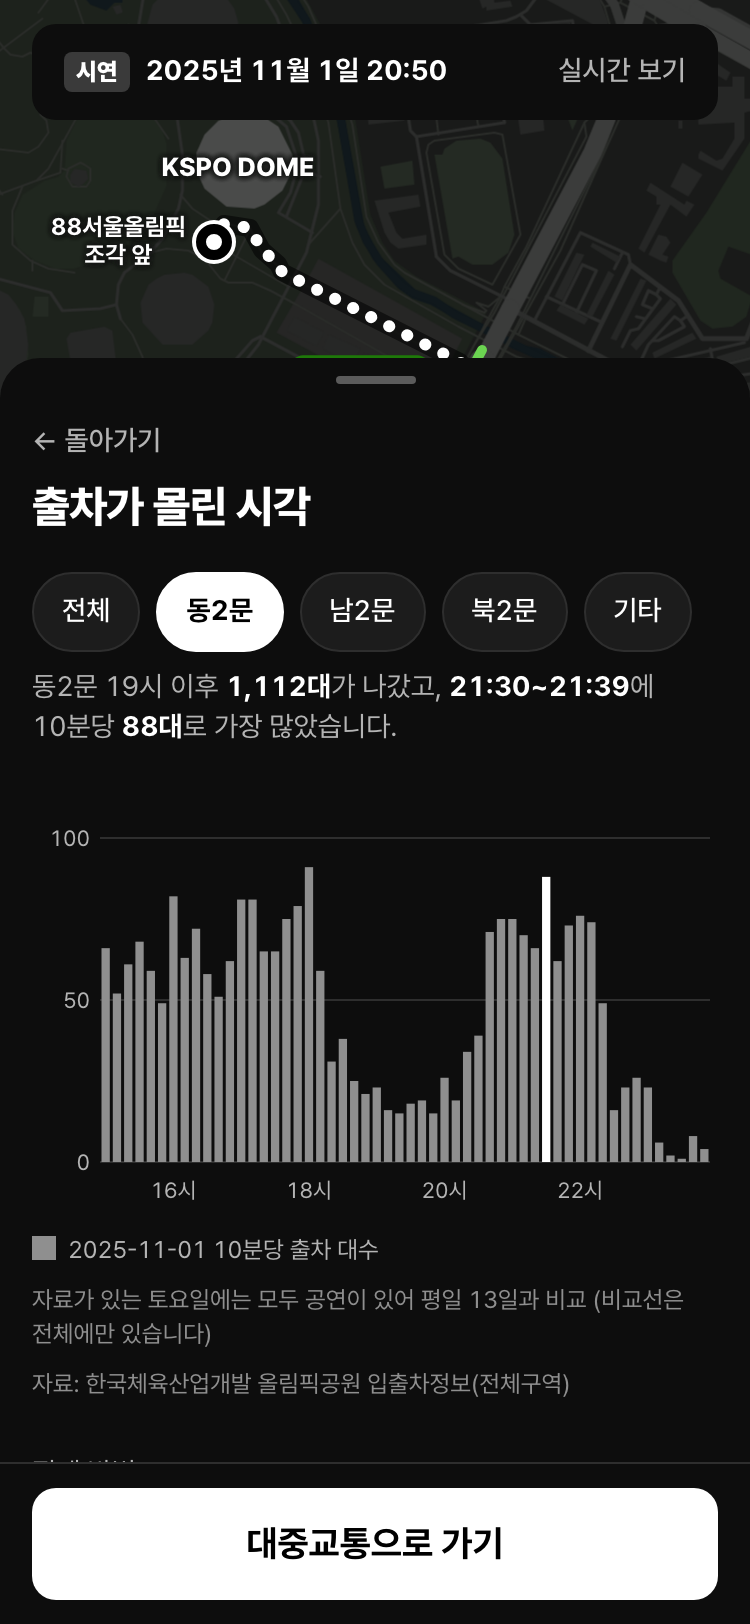 시연 2025년 11월 1일 20:50 실시간 보기
KSPO DOME
88서울올림픽
조각 앞
← 돌아가기
출차가 몰린 시각
전체 동2문 남2문 북2문 기타
동2문 19시 이후 1,112대가 나갔고, 21:30~21:39에
10분당 88대로 가장 많았습니다.
100
50
0
16시 18시 20시 22시
2025-11-01 10분당 출차 대수
자료가 있는 토요일에는 모두 공연이 있어 평일 13일과 비교 (비교선은
전체에만 있습니다)
자료: 한국체육산업개발 올림픽공원 입출차정보(전체구역)
대중교통으로 가기